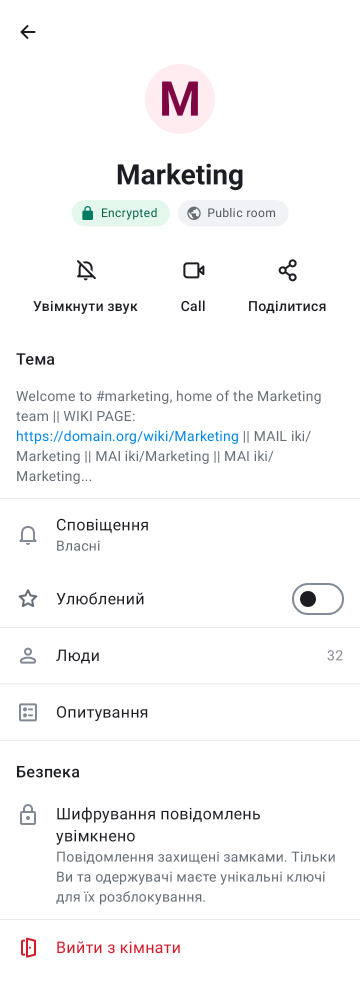 M
Marketing
Encrypted
Public room
Увімкнути звук
Call
Поділитися
Тема
Welcome to #marketing, home of the Marketing
team || WIKI PAGE:
https://domain.org/wiki/Marketing || MAIL iki/
Marketing || MAI iki/Marketing || MAI iki/
Marketing...
Сповіщення
Власні
Улюблений
Люди
32
Опитування
Безпека
Шифрування повідомлень
увімкнено
Повідомлення захищені замками. Тільки
Ви та одержувачі маєте унікальні ключі
для їх розблокування.
Вийти з кімнати